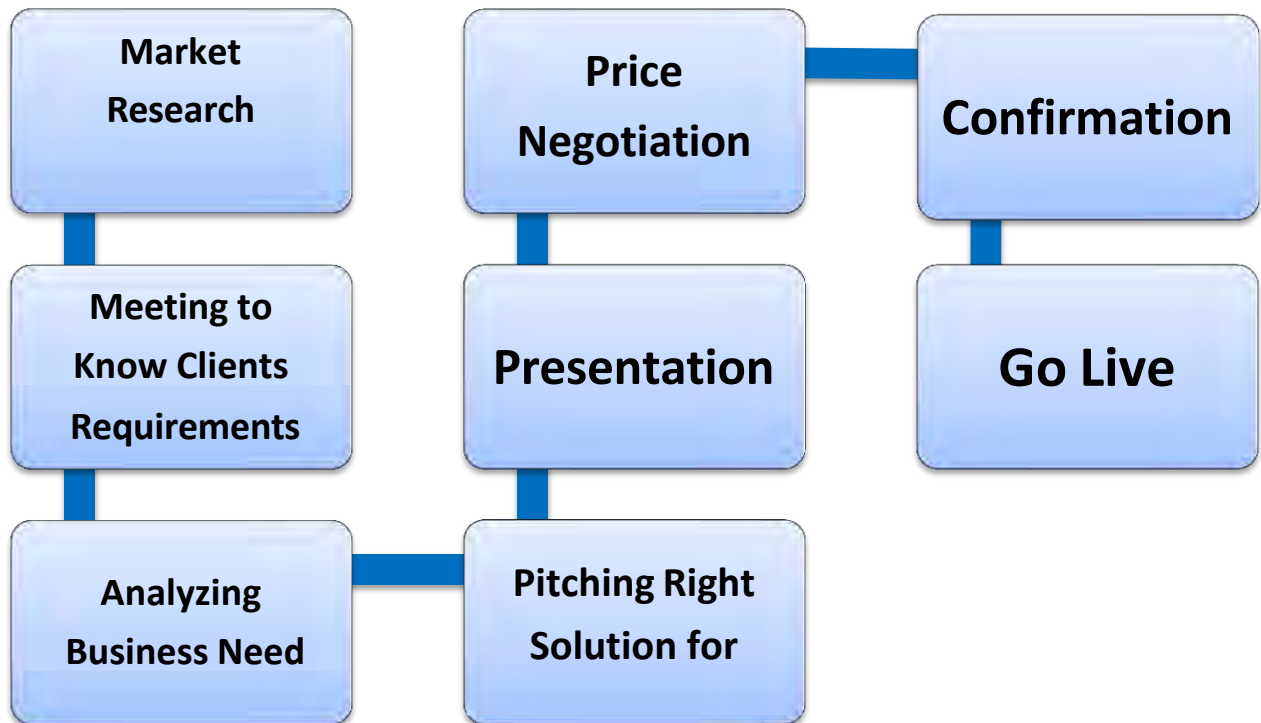 Market
Research
Meeting to
Know Clients
Requirements
Analyzing
Business Need
Pitching Right
Solution for
Presentation
Price
Negotiation
Confirmation
Go Live